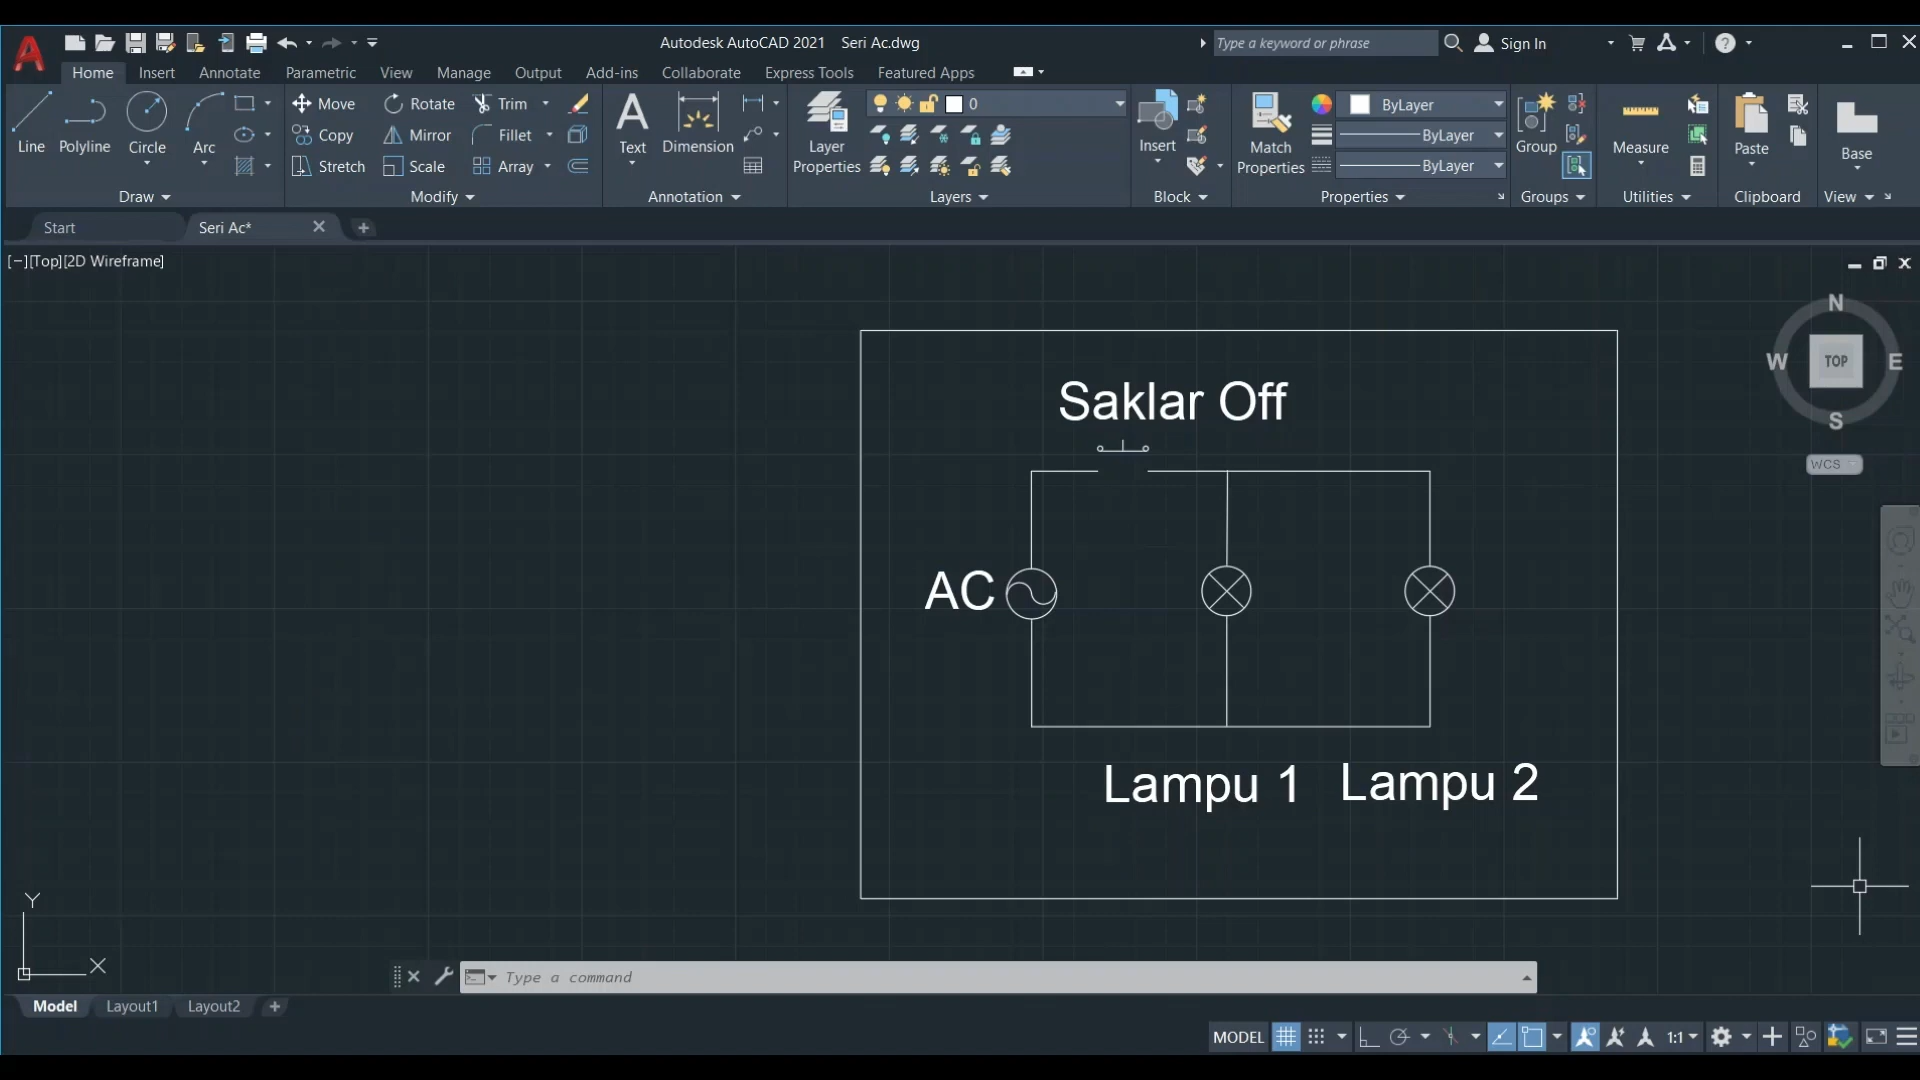 Autodesk AutoCAD 2021 Seri Ac.dwg
Type a keyword or phrase
Sign In
Home Insert Annotate Parametric View Manage Output Add-ins Collaborate Express Tools Featured Apps
Line Polyline Circle Arc
Move Rotate Trim
Copy Mirror Fillet
Stretch Scale Array
Text Dimension
Layer Properties
0
Insert
Match Properties
ByLayer
ByLayer
ByLayer
Group
Measure
Paste
Base
Draw Modify Annotation Layers Block Properties Groups Utilities Clipboard View
Start Seri Ac*
[−][Top][2D Wireframe]
N
W TOP E
S
WCS
Saklar Off
AC
Lampu 1 Lampu 2
Y
X
Type a command
Model Layout1 Layout2
MODEL 1:1